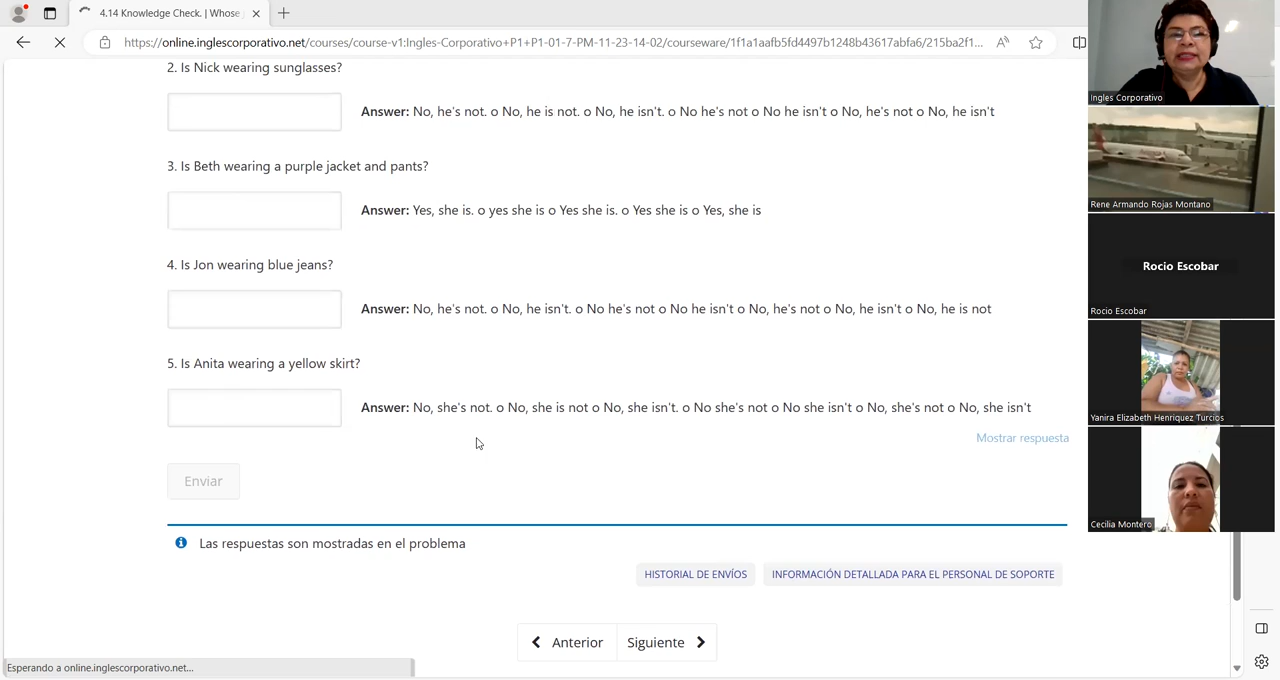 4.14 Knowledge Check. | Whose
https://online.inglescorporativo.net/courses/course-v1:Ingles-Corporativo+P1+P1-01-7-PM-11-23-14-02/courseware/1f1a1aafb5fd4497b1248b43617abfa6/215ba2f1...
2. Is Nick wearing sunglasses?
Answer: No, he's not. o No, he is not. o No, he isn't. o No he's not o No he isn't o No, he's not o No, he isn't
3. Is Beth wearing a purple jacket and pants?
Answer: Yes, she is. o yes she is o Yes she is. o Yes she is o Yes, she is
4. Is Jon wearing blue jeans?
Answer: No, he's not. o No, he isn't. o No he's not o No he isn't o No, he's not o No, he isn't o No, he is not
5. Is Anita wearing a yellow skirt?
Answer: No, she's not. o No, she is not o No, she isn't. o No she's not o No she isn't o No, she's not o No, she isn't
Mostrar respuesta
Enviar
Las respuestas son mostradas en el problema
HISTORIAL DE ENVÍOS
INFORMACIÓN DETALLADA PARA EL PERSONAL DE SOPORTE
Anterior
Siguiente
Esperando a online.inglescorporativo.net...
Ingles Corporativo
Rene Armando Rojas Montano
Rocio Escobar
Rocio Escobar
Yanira Elizabeth Henriquez Turcios
Cecilia Montero